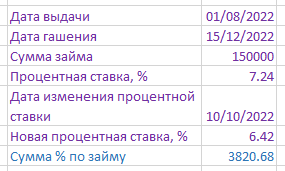 Дата выдачи 01/08/2022
Дата гашения 15/12/2022
Сумма займа 150000
Процентная ставка, % 7.24
Дата изменения процентной
ставки 10/10/2022
Новая процентная ставка, % 6.42
Сумма % по займу 3820.68